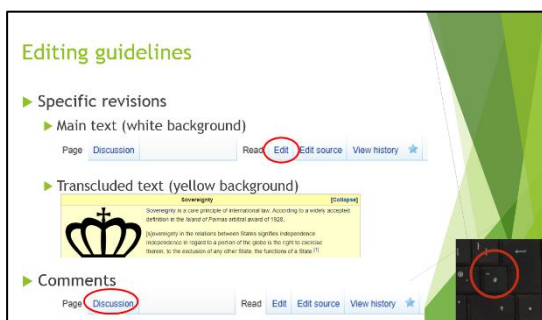 Editing guidelines
Specific revisions
Main text (white background)
Page Discussion Read Edit Edit source View history
Transcluded text (yellow background)
Sovereignty [Collapse]
Sovereignty is a core principle of international law. According to a widely accepted
definition in the Island of Palmas arbitral award of 1928,
[s]overeignty in the relations between States signifies independence.
Independence in regard to a portion of the globe is the right to exercise
therein, to the exclusion of any other State, the functions of a State.[1]
Comments
Page Discussion Read Edit Edit source View history